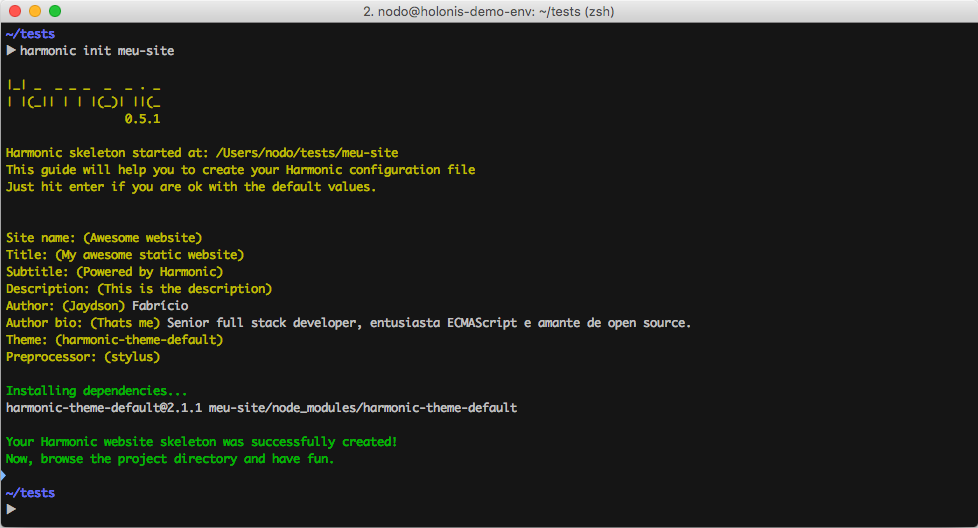 2. nodo@holonis-demo-env: ~/tests (zsh)
~/tests
▶ harmonic init meu-site
|_| _  _ _ _  _  _ . _
| |(_|| | | |(_)| ||(_
0.5.1
Harmonic skeleton started at: /Users/nodo/tests/meu-site
This guide will help you to create your Harmonic configuration file
Just hit enter if you are ok with the default values.
Site name: (Awesome website)
Title: (My awesome static website)
Subtitle: (Powered by Harmonic)
Description: (This is the description)
Author: (Jaydson) Fabrício
Author bio: (Thats me) Senior full stack developer, entusiasta ECMAScript e amante de open source.
Theme: (harmonic-theme-default)
Preprocessor: (stylus)
Installing dependencies...
harmonic-theme-default@2.1.1 meu-site/node_modules/harmonic-theme-default
Your Harmonic website skeleton was successfully created!
Now, browse the project directory and have fun.
~/tests
▶